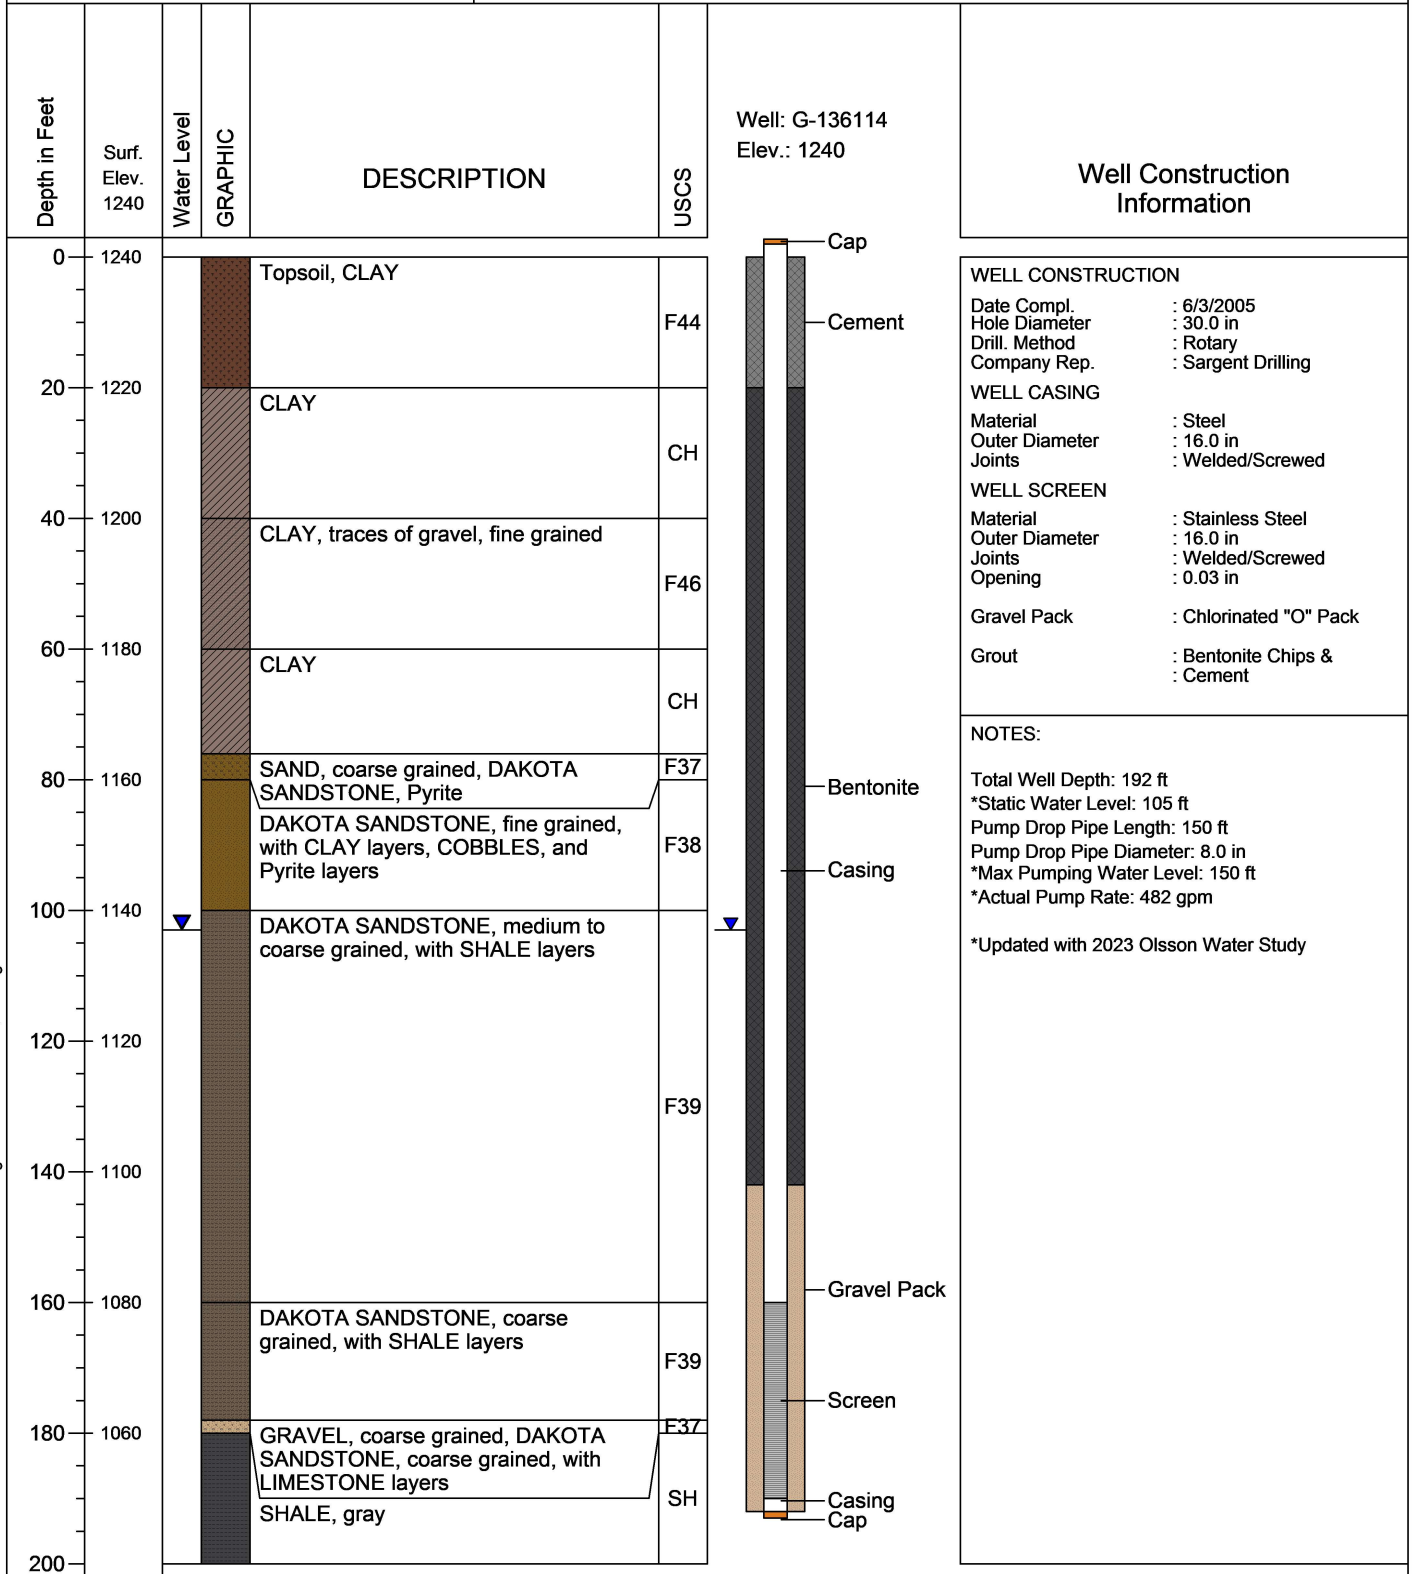 Depth in Feet
Surf.
Elev.
1240
Water Level
GRAPHIC
DESCRIPTION
USCS
Well: G-136114
Elev.: 1240
Well Construction
Information
0
20
40
60
80
100
120
140
160
180
200
1240
1220
1200
1180
1160
1140
1120
1100
1080
1060
Topsoil, CLAY
F44
CLAY
CH
CLAY, traces of gravel, fine grained
F46
CLAY
CH
SAND, coarse grained, DAKOTA
SANDSTONE, Pyrite
F37
DAKOTA SANDSTONE, fine grained,
with CLAY layers, COBBLES, and
Pyrite layers
F38
DAKOTA SANDSTONE, medium to
coarse grained, with SHALE layers
F39
DAKOTA SANDSTONE, coarse
grained, with SHALE layers
F39
GRAVEL, coarse grained, DAKOTA
SANDSTONE, coarse grained, with
LIMESTONE layers
F37
SHALE, gray
SH
Cap
Cement
Bentonite
Casing
Gravel Pack
Screen
Casing
Cap
WELL CONSTRUCTION
Date Compl. : 6/3/2005
Hole Diameter : 30.0 in
Drill. Method : Rotary
Company Rep. : Sargent Drilling
WELL CASING
Material : Steel
Outer Diameter : 16.0 in
Joints : Welded/Screwed
WELL SCREEN
Material : Stainless Steel
Outer Diameter : 16.0 in
Joints : Welded/Screwed
Opening : 0.03 in
Gravel Pack : Chlorinated "O" Pack
Grout : Bentonite Chips &
: Cement
NOTES:
Total Well Depth: 192 ft
*Static Water Level: 105 ft
Pump Drop Pipe Length: 150 ft
Pump Drop Pipe Diameter: 8.0 in
*Max Pumping Water Level: 150 ft
*Actual Pump Rate: 482 gpm
*Updated with 2023 Olsson Water Study